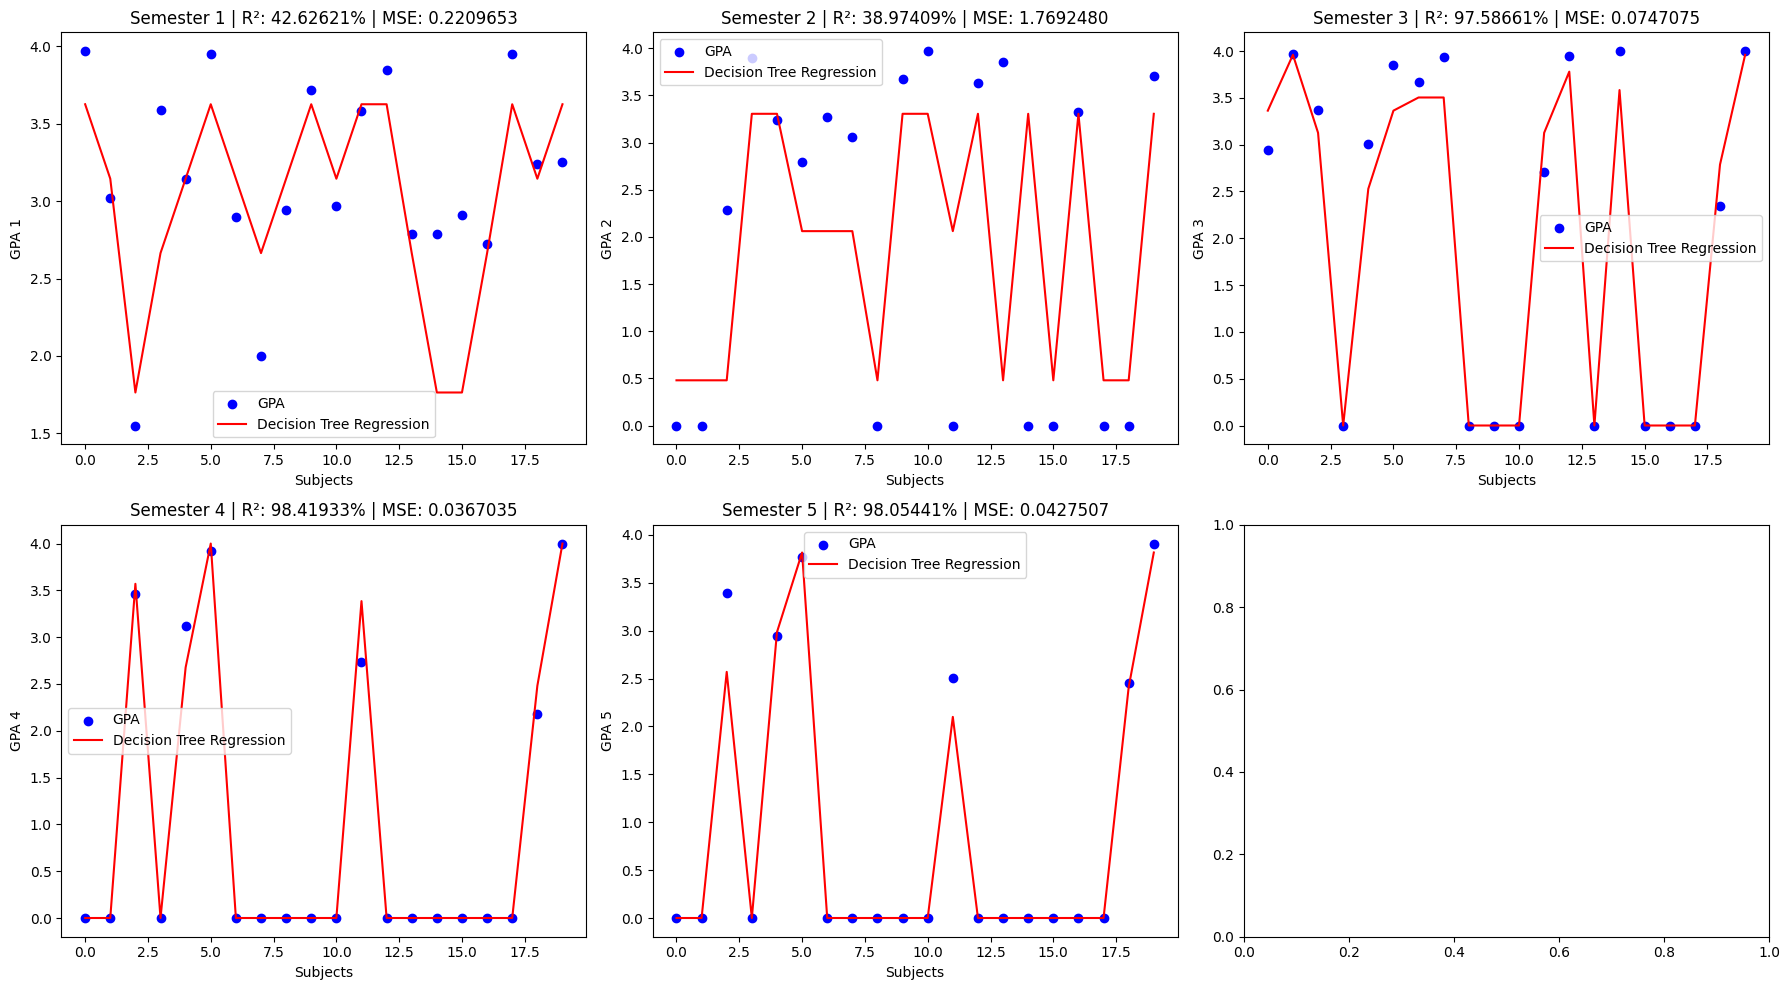 Semester 1 | R²: 42.62621% | MSE: 0.2209653
4.0
3.5
3.0
2.5
2.0
1.5
GPA 1
GPA
Decision Tree Regression
0.0 2.5 5.0 7.5 10.0 12.5 15.0 17.5
Subjects
Semester 2 | R²: 38.97409% | MSE: 1.7692480
4.0
3.5
3.0
2.5
2.0
1.5
1.0
0.5
0.0
GPA 2
GPA
Decision Tree Regression
0.0 2.5 5.0 7.5 10.0 12.5 15.0 17.5
Subjects
Semester 3 | R²: 97.58661% | MSE: 0.0747075
4.0
3.5
3.0
2.5
2.0
1.5
1.0
0.5
0.0
GPA 3
GPA
Decision Tree Regression
0.0 2.5 5.0 7.5 10.0 12.5 15.0 17.5
Subjects
Semester 4 | R²: 98.41933% | MSE: 0.0367035
4.0
3.5
3.0
2.5
2.0
1.5
1.0
0.5
0.0
GPA 4
GPA
Decision Tree Regression
0.0 2.5 5.0 7.5 10.0 12.5 15.0 17.5
Subjects
Semester 5 | R²: 98.05441% | MSE: 0.0427507
4.0
3.5
3.0
2.5
2.0
1.5
1.0
0.5
0.0
GPA 5
GPA
Decision Tree Regression
0.0 2.5 5.0 7.5 10.0 12.5 15.0 17.5
Subjects
1.0
0.8
0.6
0.4
0.2
0.0
0.0 0.2 0.4 0.6 0.8 1.0